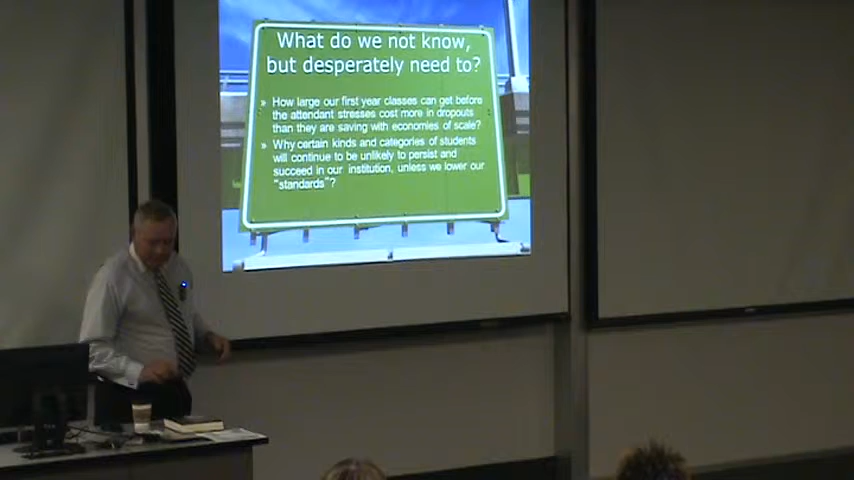 What do we not know,
but desperately need to?
» How large our first year classes can get before
the attendant stresses cost more in dropouts
than they are saving with economies of scale?
» Why certain kinds and categories of students
will continue to be unlikely to persist and
succeed in our institution, unless we lower our
"standards"?